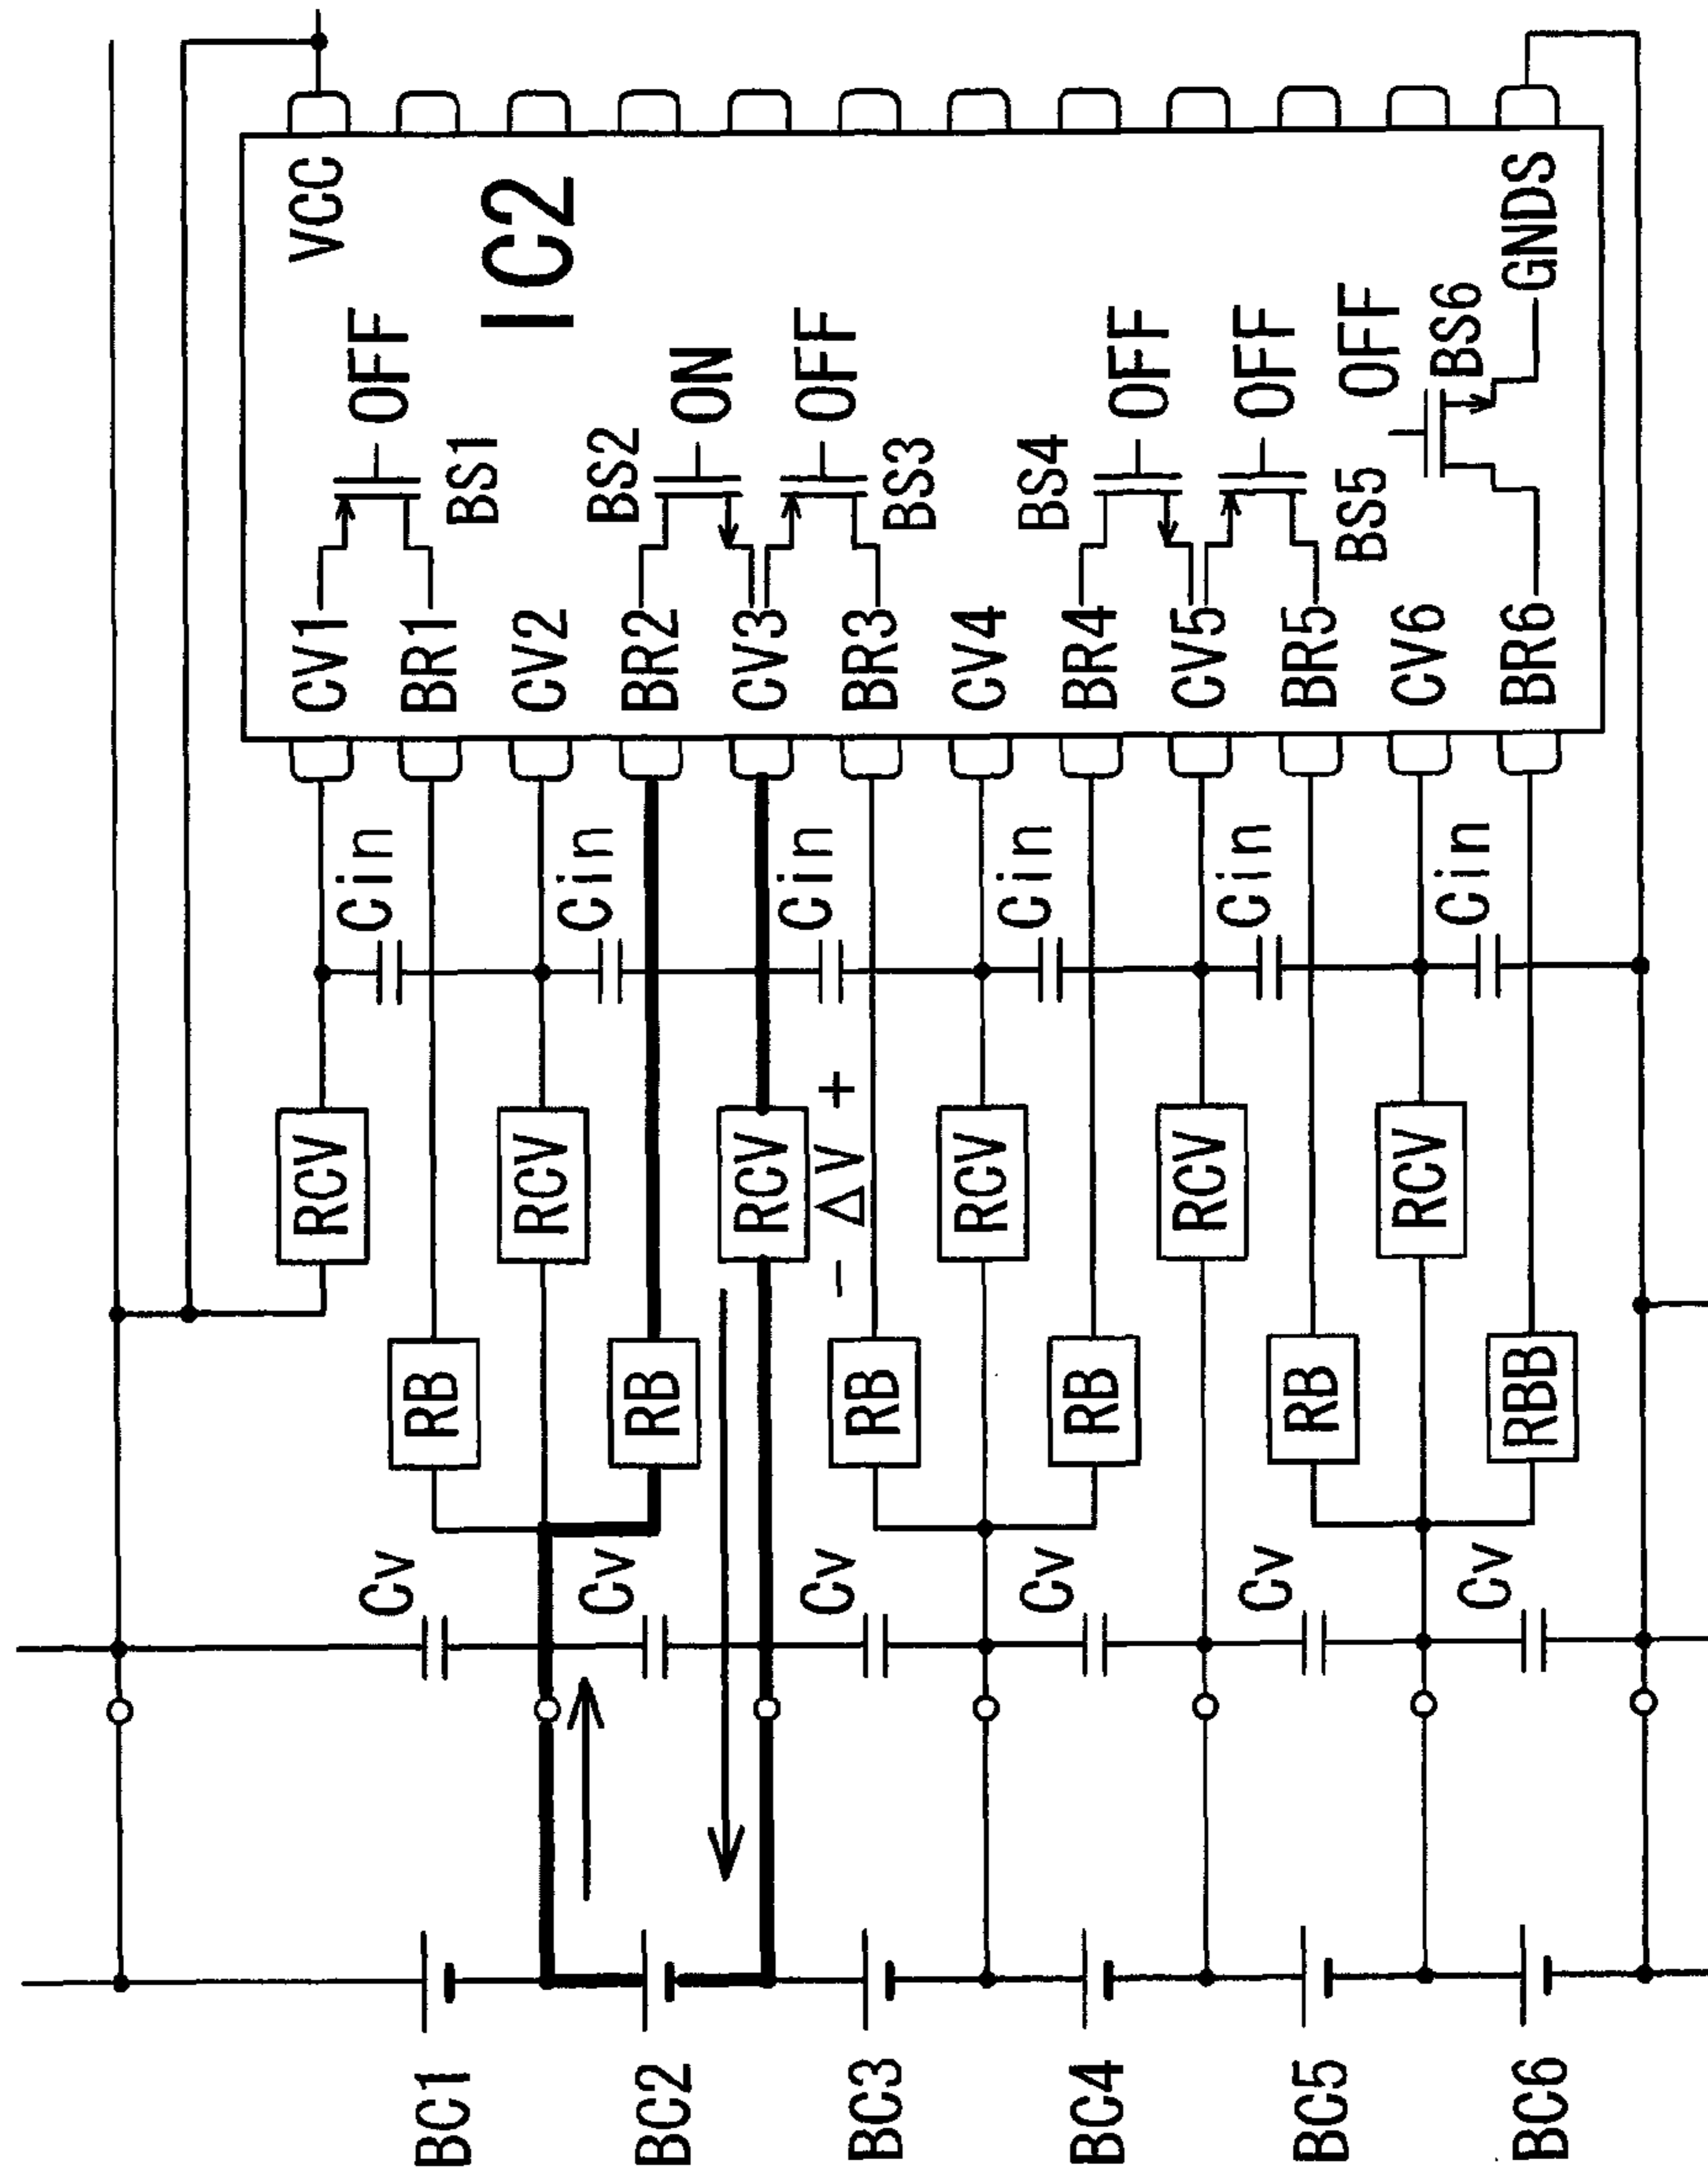 RCV CV1 VCC
Cv Cin OFF
BC1 RB BR1
BS1
RCV CV2 IC2
Cv Cin BS2
BC2 RB BR2
ON
RCV CV3
Cv Cin OFF
- ΔV +
BC3 RB BR3
BS3
RCV CV4
Cv Cin BS4
BC4 RB BR4 OFF
RCV CV5
Cv Cin OFF
BC5 RB BR5
BS5 OFF
RCV CV6
Cv Cin BS6
BC6 RBB BR6 GNDS